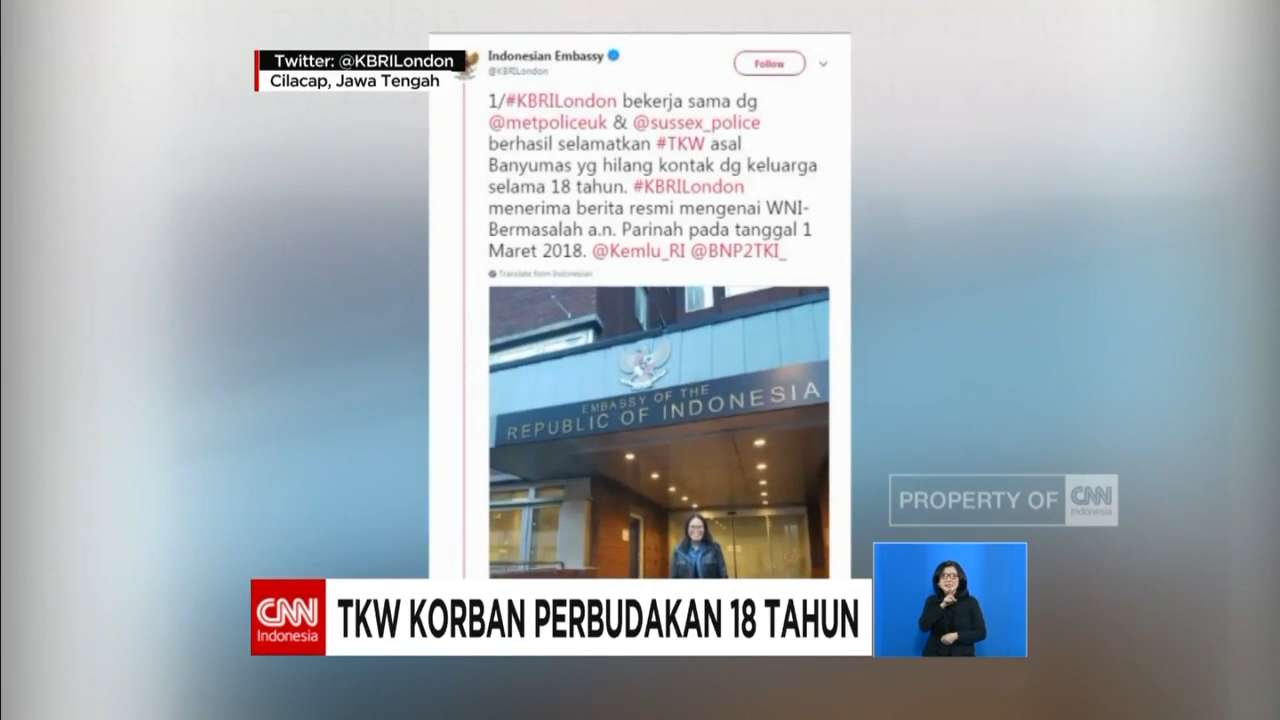 Twitter: @KBRILondon
Cilacap, Jawa Tengah
Indonesian Embassy
@KBRILondon
Follow
1/#KBRILondon bekerja sama dg
@metpoliceuk & @sussex_police
berhasil selamatkan #TKW asal
Banyumas yg hilang kontak dg keluarga
selama 18 tahun. #KBRILondon
menerima berita resmi mengenai WNI-
Bermasalah a.n. Parinah pada tanggal 1
Maret 2018. @Kemlu_RI @BNP2TKI_
Translate from Indonesian
EMBASSY OF THE
REPUBLIC OF INDONESIA
PROPERTY OF CNN
Indonesia
CNN
Indonesia
TKW KORBAN PERBUDAKAN 18 TAHUN